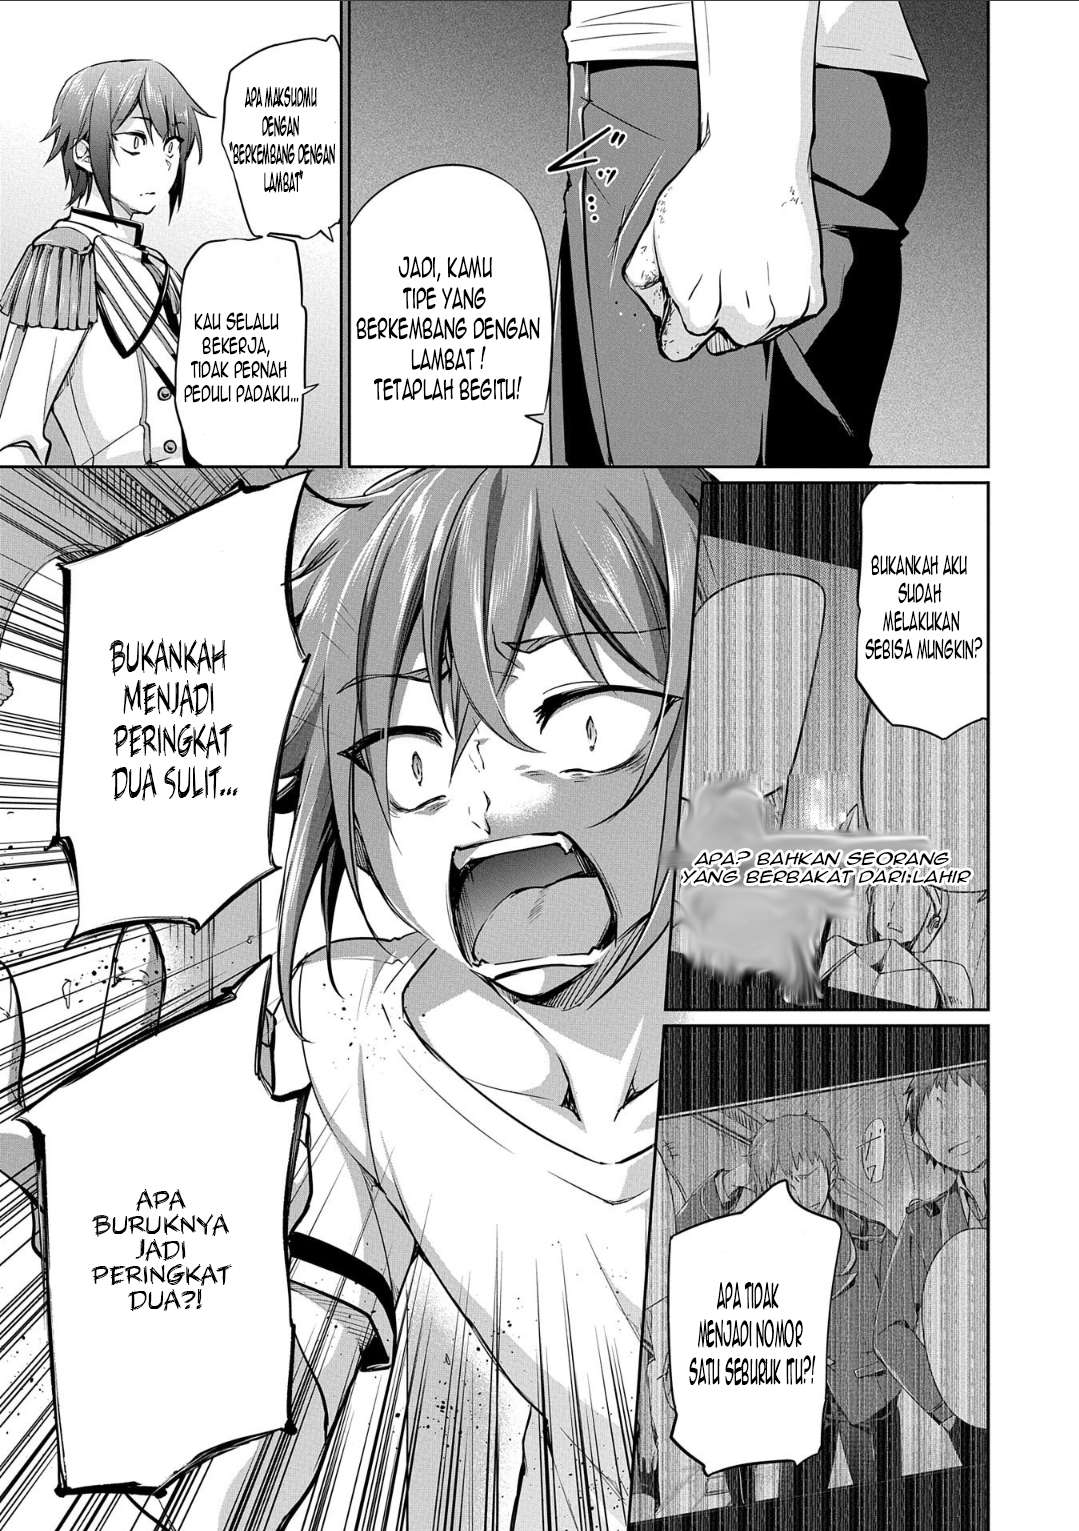 JADI, KAMU
TIPE YANG
BERKEMBANG DENGAN
LAMBAT !
TETAPLAH BEGITU!
APA MAKSUDMU
DENGAN
"BERKEMBANG DENGAN
LAMBAT"
KAU SELALU
BEKERJA,
TIDAK PERNAH
PEDULI PADAKU...
BUKANKAH AKU
SUDAH
MELAKUKAN
SEBISA MUNGKIN?
APA? BAHKAN SEORANG
YANG BERBAKAT DARI:LAHIR
BUKANKAH
MENJADI
PERINGKAT
DUA SULIT...
APA TIDAK
MENJADI NOMOR
SATU SEBURUK ITU?!
APA
BURUKNYA
JADI
PERINGKAT
DUA?!